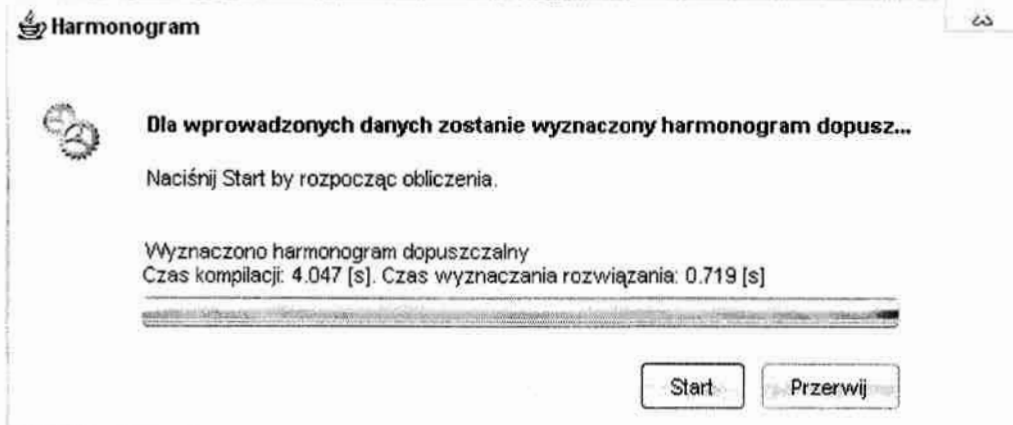 Harmonogram
Dla wprowadzonych danych zostanie wyznaczony harmonogram dopusz...
Naciśnij Start by rozpocząc obliczenia.
Wyznaczono harmonogram dopuszczalny
Czas kompilacji: 4.047 [s]. Czas wyznaczania rozwiązania: 0.719 [s]
Start
Przerwij